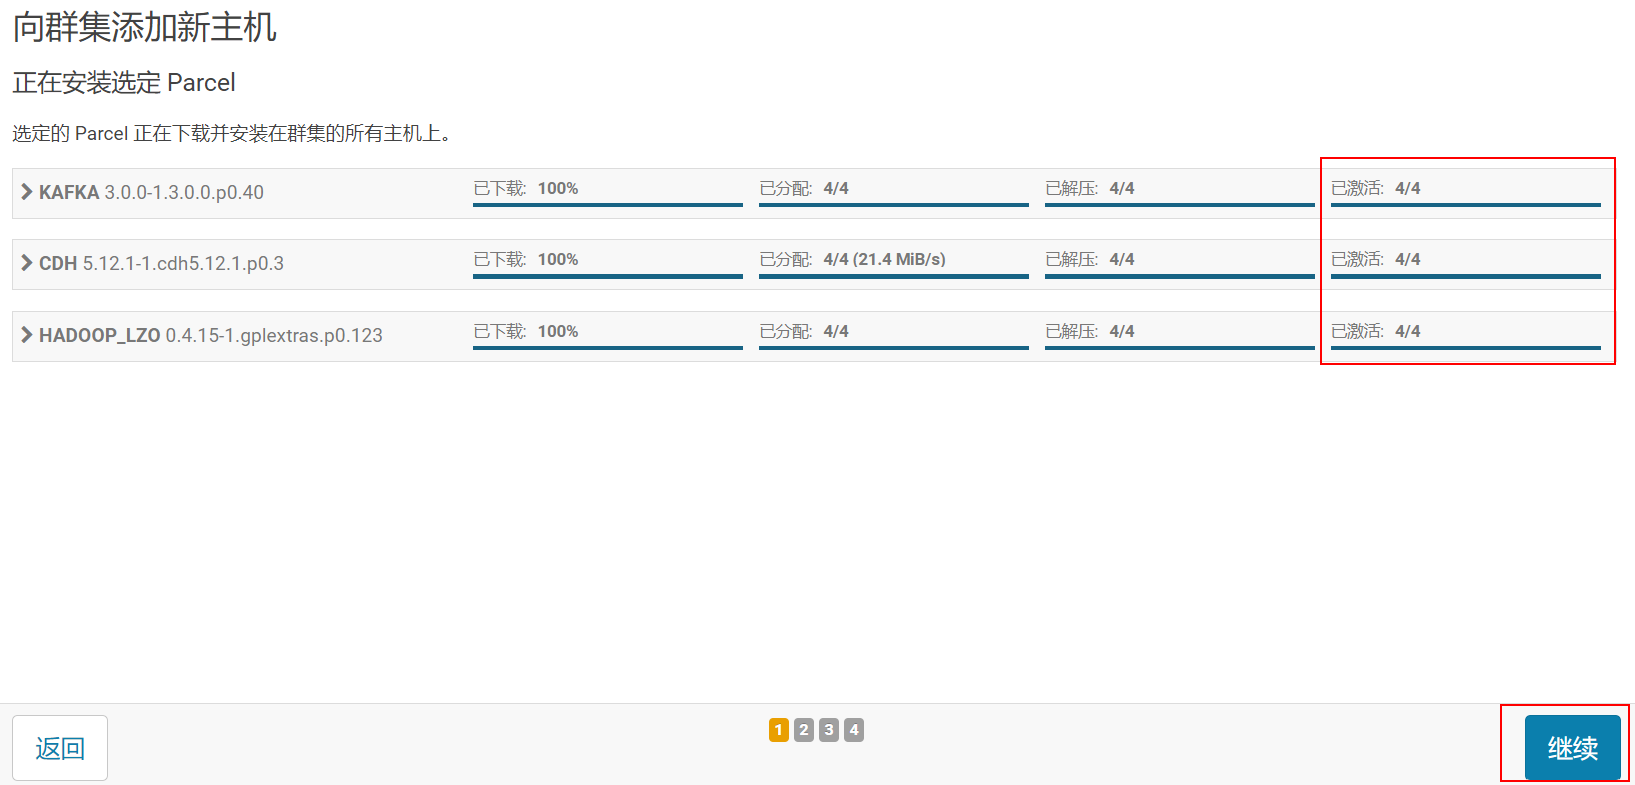 向群集添加新主机
正在安装选定 Parcel
选定的 Parcel 正在下载并安装在群集的所有主机上。
KAFKA 3.0.0-1.3.0.0.p0.40 已下载: 100% 已分配: 4/4 已解压: 4/4 已激活: 4/4
CDH 5.12.1-1.cdh5.12.1.p0.3 已下载: 100% 已分配: 4/4 (21.4 MiB/s) 已解压: 4/4 已激活: 4/4
HADOOP_LZO 0.4.15-1.gplextras.p0.123 已下载: 100% 已分配: 4/4 已解压: 4/4 已激活: 4/4
返回 1 2 3 4 继续